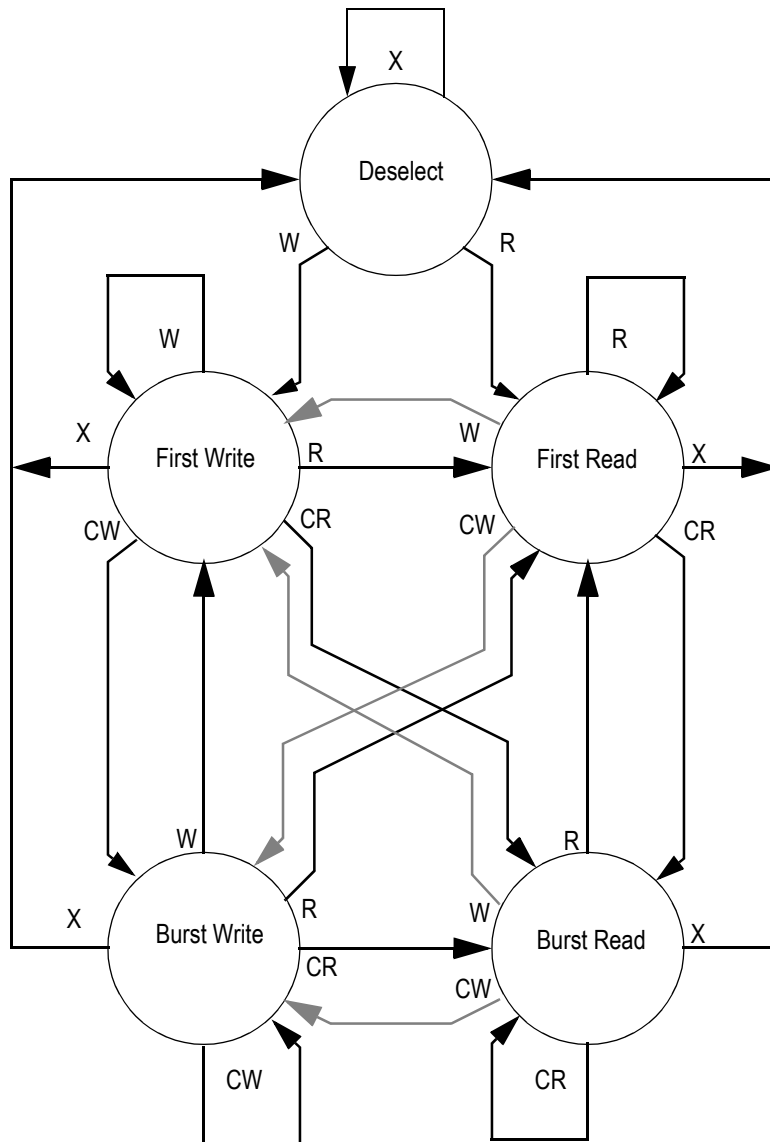 X
Deselect
W
R
W
R
X
W
First Write
R
First Read
X
CW
CR
CW
CR
W
R
X
R
W
Burst Write
Burst Read
X
CR
CW
CW
CR